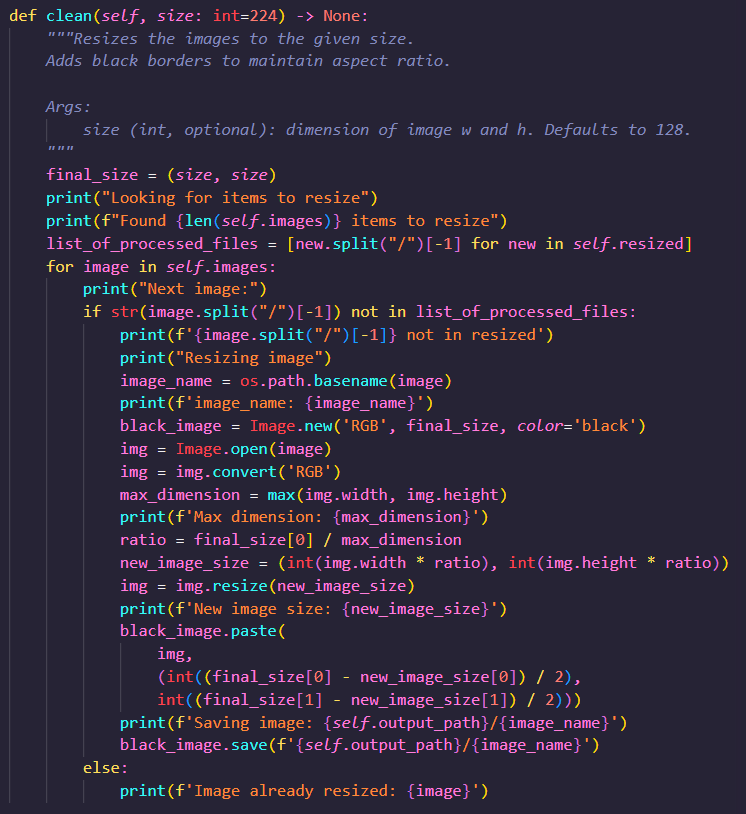 def clean(self, size: int=224) -> None:
    """Resizes the images to the given size.
    Adds black borders to maintain aspect ratio.

    Args:
        size (int, optional): dimension of image w and h. Defaults to 128.
    """
    final_size = (size, size)
    print("Looking for items to resize")
    print(f"Found {len(self.images)} items to resize")
    list_of_processed_files = [new.split("/")[-1] for new in self.resized]
    for image in self.images:
        print("Next image:")
        if str(image.split("/")[-1]) not in list_of_processed_files:
            print(f'{image.split("/")[-1]} not in resized')
            print("Resizing image")
            image_name = os.path.basename(image)
            print(f'image_name: {image_name}')
            black_image = Image.new('RGB', final_size, color='black')
            img = Image.open(image)
            img = img.convert('RGB')
            max_dimension = max(img.width, img.height)
            print(f'Max dimension: {max_dimension}')
            ratio = final_size[0] / max_dimension
            new_image_size = (int(img.width * ratio), int(img.height * ratio))
            img = img.resize(new_image_size)
            print(f'New image size: {new_image_size}')
            black_image.paste(
                img,
                (int((final_size[0] - new_image_size[0]) / 2),
                int((final_size[1] - new_image_size[1]) / 2)))
            print(f'Saving image: {self.output_path}/{image_name}')
            black_image.save(f'{self.output_path}/{image_name}')
        else:
            print(f'Image already resized: {image}')